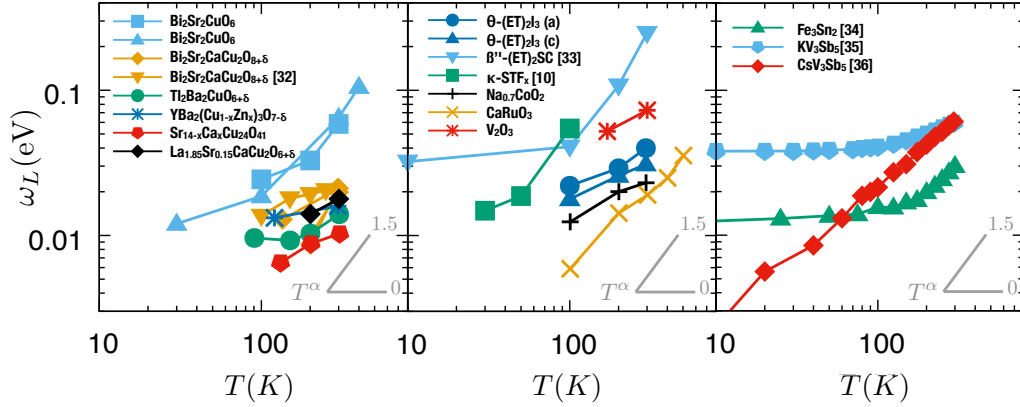 ω_L(eV)
0.1
0.01
Bi₂Sr₂CuO₆
Bi₂Sr₂CuO₆
Bi₂Sr₂CaCu₂O₈₊δ
Bi₂Sr₂CaCu₂O₈₊δ [32]
Tl₂Ba₂CuO₆₊δ
YBa₂(Cu₁₋ₓZnₓ)₃O₇₋δ
Sr₁₄₋ₓCaₓCu₂₄O₄₁
La₁.₈₅Sr₀.₁₅CaCu₂O₆₊δ
1.5
T^α
0
10
100
T(K)
θ-(ET)₂I₃ (a)
θ-(ET)₂I₃ (c)
ß''-(ET)₂SC [33]
κ-STFₓ [10]
Na₀.₇CoO₂
CaRuO₃
V₂O₃
1.5
T^α
0
10
100
T(K)
Fe₃Sn₂ [34]
KV₃Sb₅[35]
CsV₃Sb₅ [36]
1.5
T^α
0
10
100
T(K)